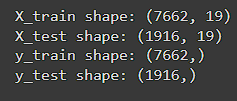 X_train shape: (7662, 19)
X_test shape: (1916, 19)
y_train shape: (7662,)
y_test shape: (1916,)